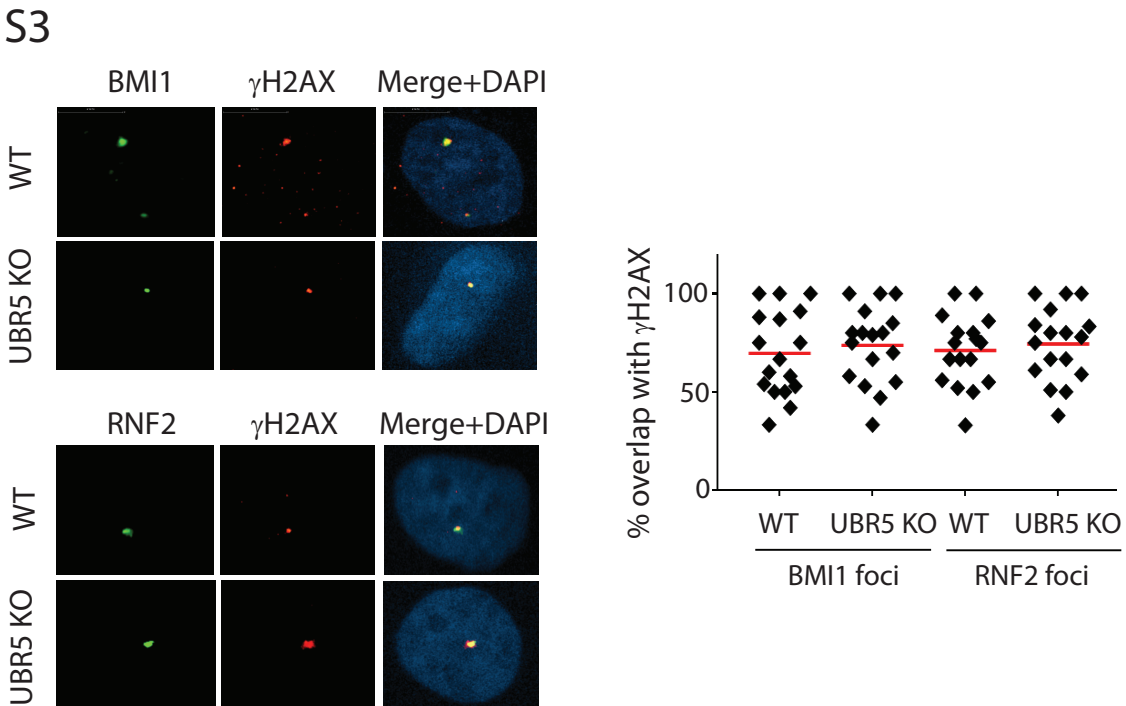 S3
BMI1 γH2AX Merge+DAPI
WT
UBR5 KO
RNF2 γH2AX Merge+DAPI
WT
UBR5 KO
% overlap with γH2AX
100
50
0
WT UBR5 KO WT UBR5 KO
BMI1 foci RNF2 foci